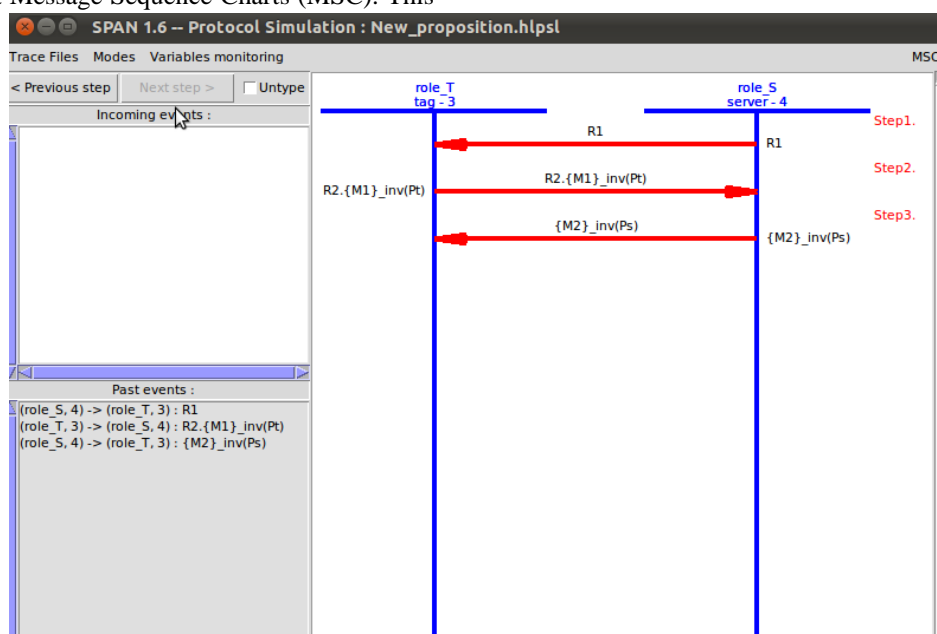 Message Sequence Charts (MSC). This
SPAN 1.6 -- Protocol Simulation : New_proposition.hlpsl
Trace Files Modes Variables monitoring MSC
< Previous step Next step > Untype
Incoming events :
Past events :
(role_S, 4) -> (role_T, 3) : R1
(role_T, 3) -> (role_S, 4) : R2.{M1}_inv(Pt)
(role_S, 4) -> (role_T, 3) : {M2}_inv(Ps)
role_T
tag - 3
role_S
server - 4
Step1.
R1
R1
Step2.
R2.{M1}_inv(Pt)
R2.{M1}_inv(Pt)
Step3.
{M2}_inv(Ps)
{M2}_inv(Ps)